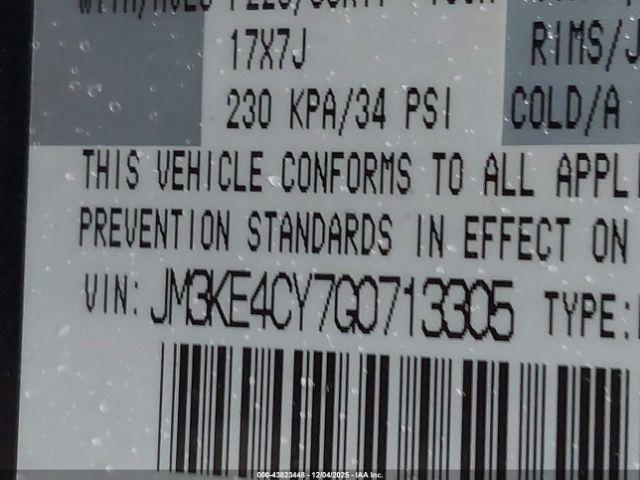 17X7J RIMS/J
230 KPA/34 PSI COLD/A
THIS VEHICLE CONFORMS TO ALL APPL
PREVENTION STANDARDS IN EFFECT ON
VIN: JM3KE4CY7G0713305 TYPE:
000-43823448 - 12/04/2025 - IAA Inc.